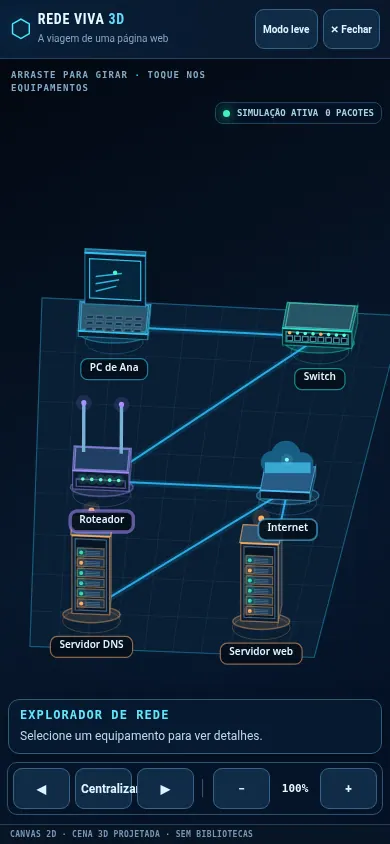 REDE VIVA 3D
A viagem de uma página web
Modo leve
✕ Fechar
ARRASTE PARA GIRAR · TOQUE NOS
EQUIPAMENTOS
SIMULAÇÃO ATIVA 0 PACOTES
PC de Ana
Switch
Roteador
Internet
Servidor DNS
Servidor web
EXPLORADOR DE REDE
Selecione um equipamento para ver detalhes.
◀ Centralizar ▶ − 100% +
CANVAS 2D · CENA 3D PROJETADA · SEM BIBLIOTECAS